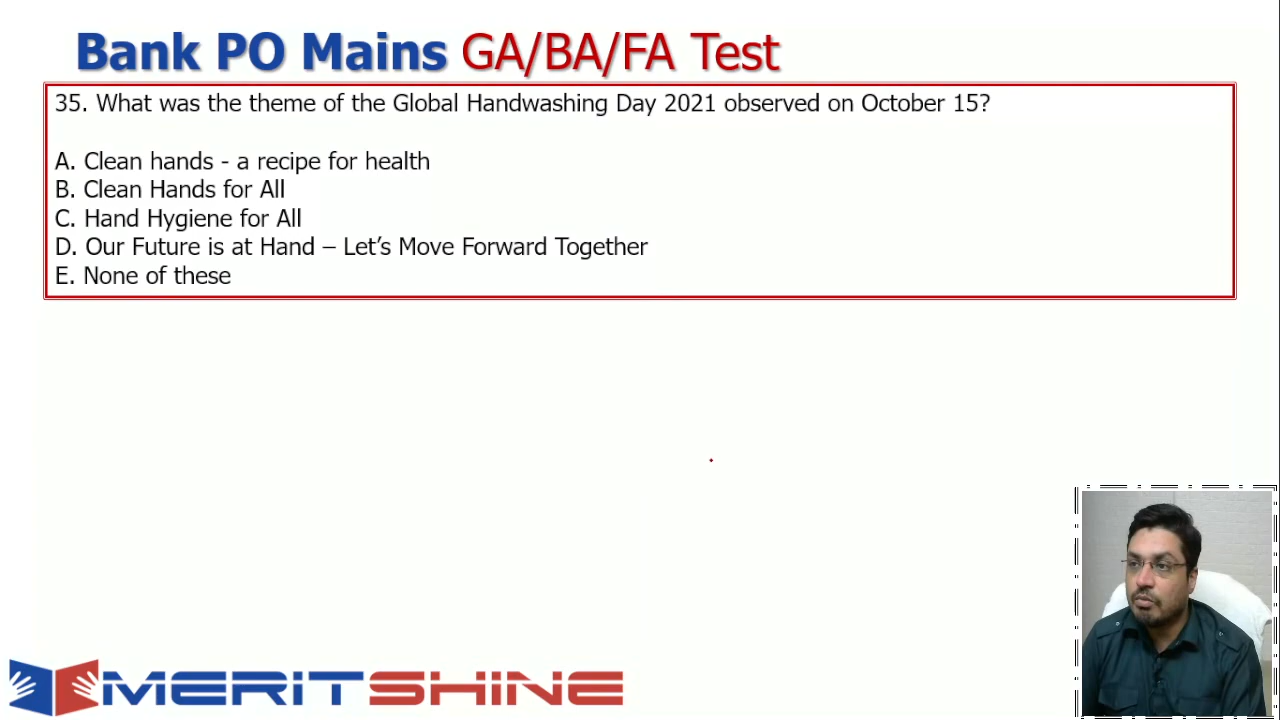 Bank PO Mains GA/BA/FA Test
35. What was the theme of the Global Handwashing Day 2021 observed on October 15?
A. Clean hands - a recipe for health
B. Clean Hands for All
C. Hand Hygiene for All
D. Our Future is at Hand – Let's Move Forward Together
E. None of these
MERITSHINE